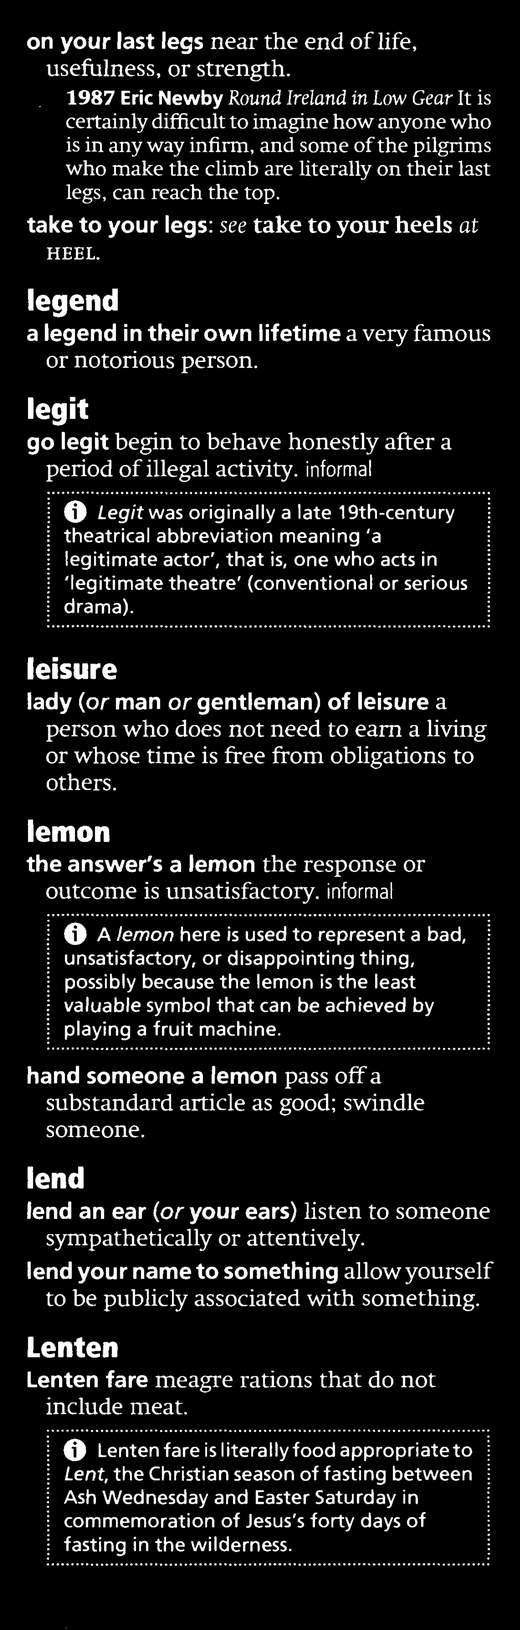 on your last legs near the end of life,
usefulness, or strength.
1987 Eric Newby Round Ireland in Low Gear It is
certainly difficult to imagine how anyone who
is in any way infirm, and some of the pilgrims
who make the climb are literally on their last
legs, can reach the top.
take to your legs: see take to your heels at
HEEL.
legend
a legend in their own lifetime a very famous
or notorious person.
legit
go legit begin to behave honestly after a
period of illegal activity. informal
i Legit was originally a late 19th-century
theatrical abbreviation meaning ‘a
legitimate actor’, that is, one who acts in
‘legitimate theatre’ (conventional or serious
drama).
leisure
lady (or man or gentleman) of leisure a
person who does not need to earn a living
or whose time is free from obligations to
others.
lemon
the answer's a lemon the response or
outcome is unsatisfactory. informal
i A lemon here is used to represent a bad,
unsatisfactory, or disappointing thing,
possibly because the lemon is the least
valuable symbol that can be achieved by
playing a fruit machine.
hand someone a lemon pass off a
substandard article as good; swindle
someone.
lend
lend an ear (or your ears) listen to someone
sympathetically or attentively.
lend your name to something allow yourself
to be publicly associated with something.
Lenten
Lenten fare meagre rations that do not
include meat.
i Lenten fare is literally food appropriate to
Lent, the Christian season of fasting between
Ash Wednesday and Easter Saturday in
commemoration of Jesus's forty days of
fasting in the wilderness.